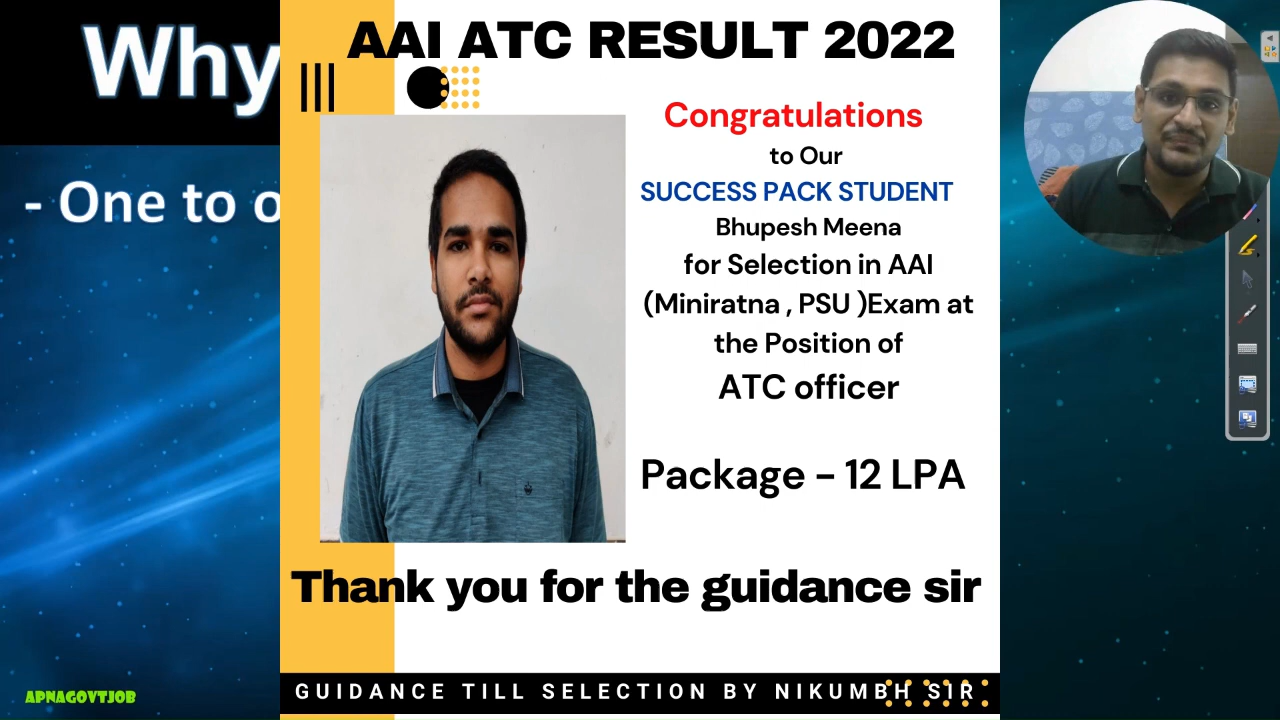 Why
- One to o
AAI ATC RESULT 2022
Congratulations
to Our
SUCCESS PACK STUDENT
Bhupesh Meena
for Selection in AAI
(Miniratna , PSU )Exam at
the Position of
ATC officer
Package – 12 LPA
Thank you for the guidance sir
GUIDANCE TILL SELECTION BY NIKUMBH SIR
APNAGOVTJOB